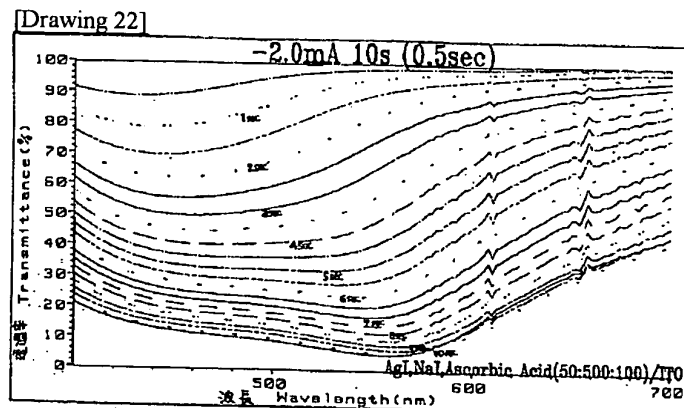 [Drawing 22]
-2.0mA 10s (0.5sec)
100
90
80
70
60
50
40
30
20
10
0
透過率 Transmittance(%)
1sec
2sec
3sec
4sec
5sec
6sec
7sec
AgI,NaI,Ascorbic Acid(50:500:100)/ITO
500
600
700
波長 Wavelength(nm)